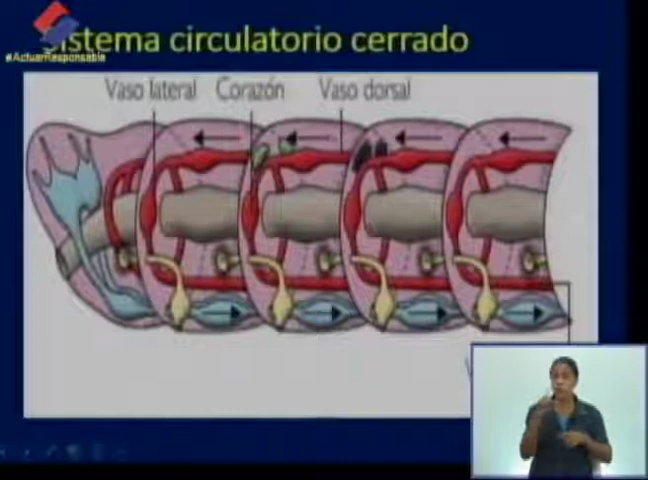 Sistema circulatorio cerrado
#ActuarResponsable
Vaso lateral Corazón Vaso dorsal